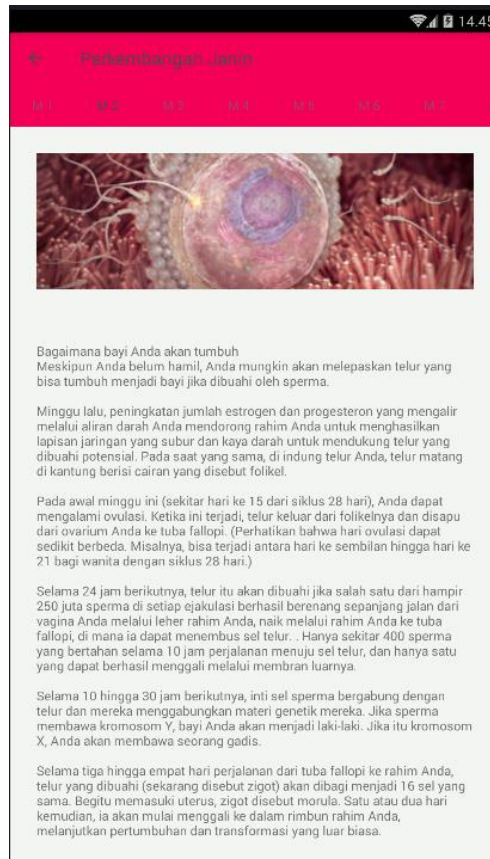 14.45
Perkembangan Janin
M 1 M 2 M 3 M 4 M 5 M 6 M 7
Bagaimana bayi Anda akan tumbuh
Meskipun Anda belum hamil, Anda mungkin akan melepaskan telur yang
bisa tumbuh menjadi bayi jika dibuahi oleh sperma.
Minggu lalu, peningkatan jumlah estrogen dan progesteron yang mengalir
melalui aliran darah Anda mendorong rahim Anda untuk menghasilkan
lapisan jaringan yang subur dan kaya darah untuk mendukung telur yang
dibuahi potensial. Pada saat yang sama, di indung telur Anda, telur matang
di kantung berisi cairan yang disebut folikel.
Pada awal minggu ini (sekitar hari ke 15 dari siklus 28 hari), Anda dapat
mengalami ovulasi. Ketika ini terjadi, telur keluar dari folikelnya dan disapu
dari ovarium Anda ke tuba fallopi. (Perhatikan bahwa hari ovulasi dapat
sedikit berbeda. Misalnya, bisa terjadi antara hari ke sembilan hingga hari ke
21 bagi wanita dengan siklus 28 hari.)
Selama 24 jam berikutnya, telur itu akan dibuahi jika salah satu dari hampir
250 juta sperma di setiap ejakulasi berhasil berenang sepanjang jalan dari
vagina Anda melalui leher rahim Anda, naik melalui rahim Anda ke tuba
fallopi, di mana ia dapat menembus sel telur. . Hanya sekitar 400 sperma
yang bertahan selama 10 jam perjalanan menuju sel telur, dan hanya satu
yang dapat berhasil menggali melalui membran luarnya.
Selama 10 hingga 30 jam berikutnya, inti sel sperma bergabung dengan
telur dan mereka menggabungkan materi genetik mereka. Jika sperma
membawa kromosom Y, bayi Anda akan menjadi laki-laki. Jika itu kromosom
X, Anda akan membawa seorang gadis.
Selama tiga hingga empat hari perjalanan dari tuba fallopi ke rahim Anda,
telur yang dibuahi (sekarang disebut zigot) akan dibagi menjadi 16 sel yang
sama. Begitu memasuki uterus, zigot disebut morula. Satu atau dua hari
kemudian, ia akan mulai menggali ke dalam rimbun rahim Anda,
melanjutkan pertumbuhan dan transformasi yang luar biasa.